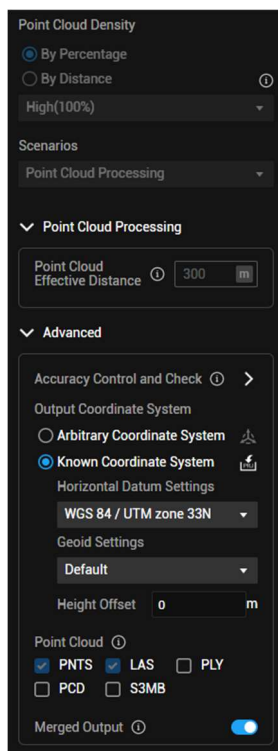 Point Cloud Density
By Percentage
By Distance
High(100%)
Scenarios
Point Cloud Processing
Point Cloud Processing
Point Cloud
Effective Distance
300 m
Advanced
Accuracy Control and Check
Output Coordinate System
Arbitrary Coordinate System
Known Coordinate System
Horizontal Datum Settings
WGS 84 / UTM zone 33N
Geoid Settings
Default
Height Offset 0 m
Point Cloud
PNTS LAS PLY
PCD S3MB
Merged Output